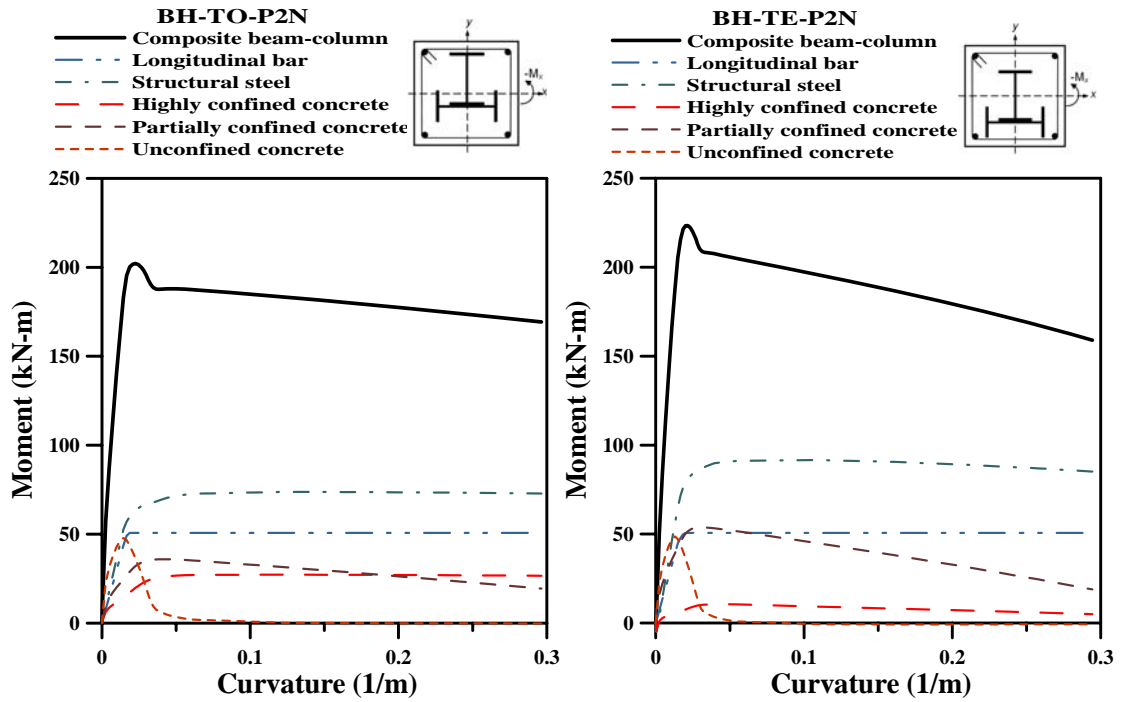 BH-TO-P2N
Composite beam-column
Longitudinal bar
Structural steel
Highly confined concrete
Partially confined concrete
Unconfined concrete
y
-Mx
x
250
200
150
100
50
0
Moment (kN-m)
0
0.1
0.2
0.3
Curvature (1/m)
BH-TE-P2N
Composite beam-column
Longitudinal bar
Structural steel
Highly confined concrete
Partially confined concrete
Unconfined concrete
y
-Mx
x
250
200
150
100
50
0
Moment (kN-m)
0
0.1
0.2
0.3
Curvature (1/m)